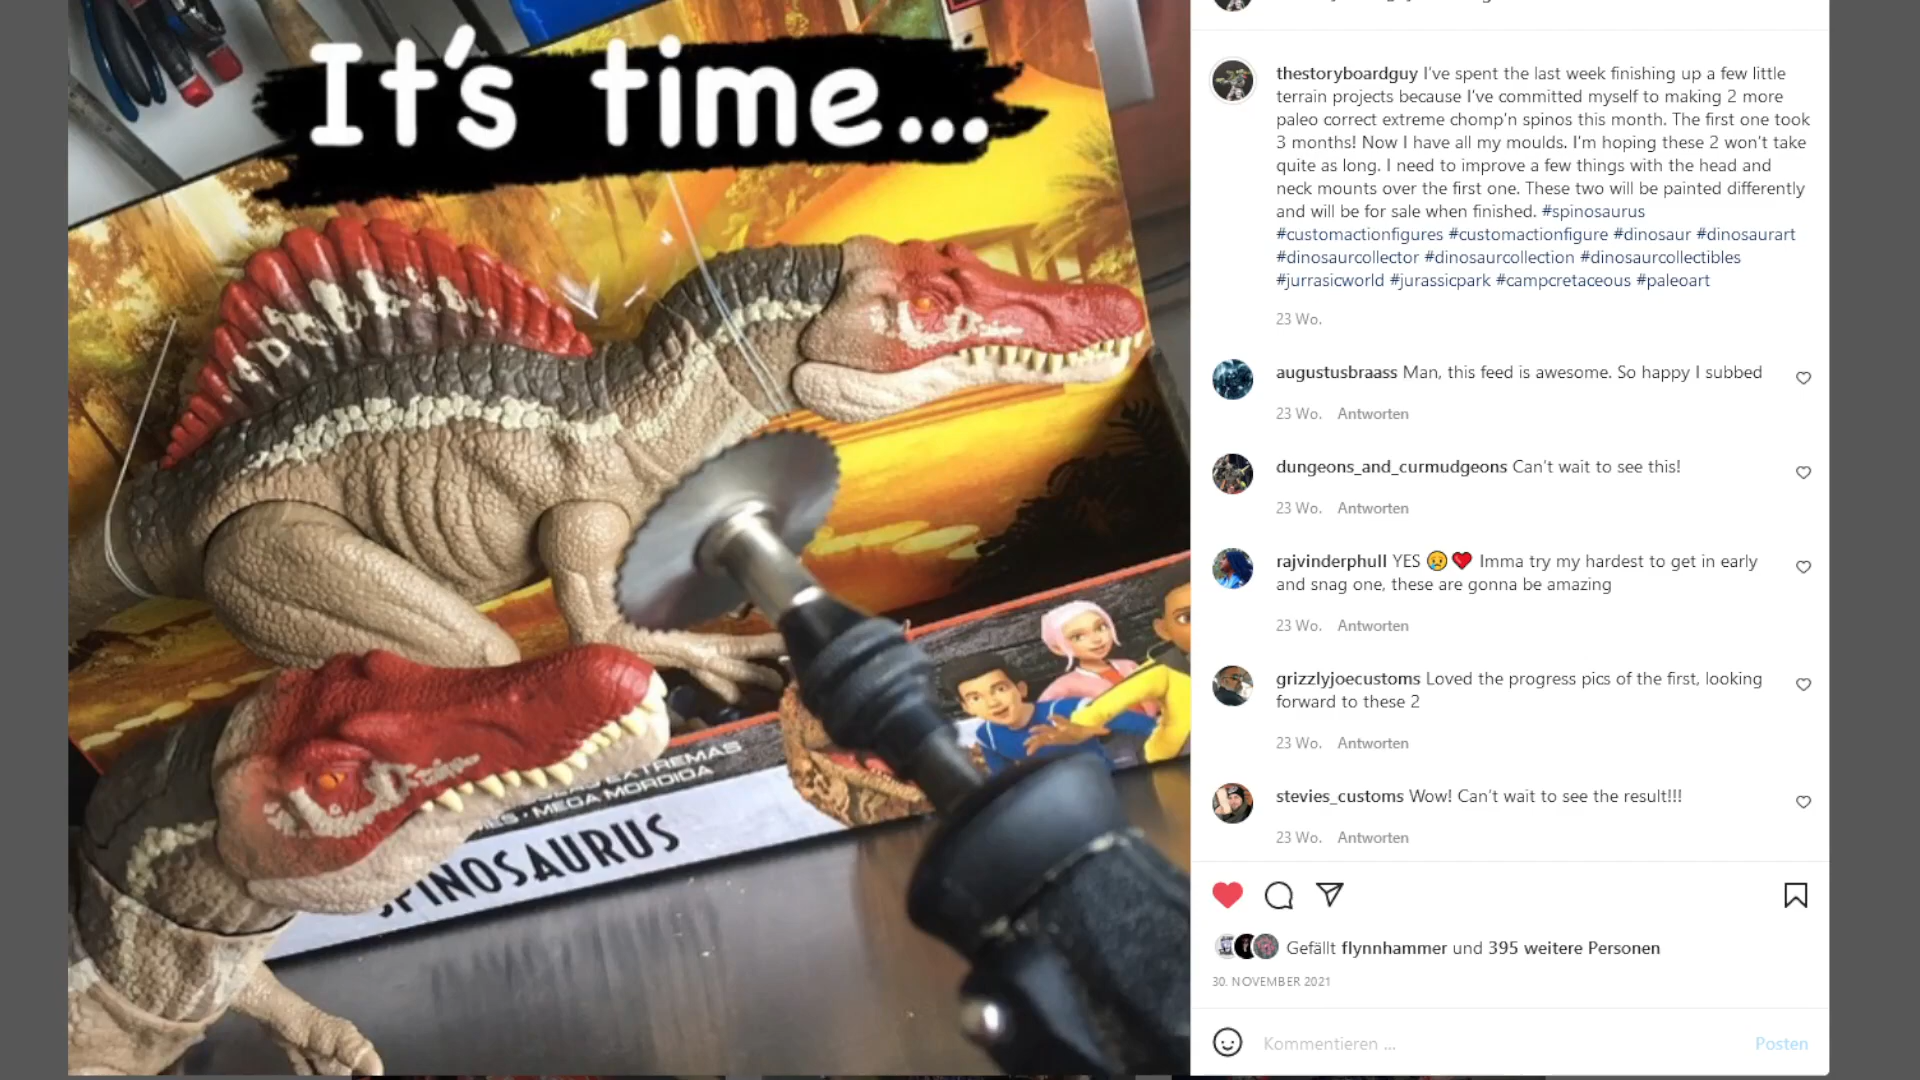 It's time...
EXTREMAS
MEGA MORDIDA
SPINOSAURUS
thestoryboardguy I've spent the last week finishing up a few little
terrain projects because I've committed myself to making 2 more
paleo correct extreme chomp'n spinos this month. The first one took
3 months! Now I have all my moulds. I'm hoping these 2 won't take
quite as long. I need to improve a few things with the head and
neck mounts over the first one. These two will be painted differently
and will be for sale when finished. #spinosaurus
#customactionfigures #customactionfigure #dinosaur #dinosaurart
#dinosaurcollector #dinosaurcollection #dinosaurcollectibles
#jurrasicworld #jurassicpark #campcretaceous #paleoart
23 Wo.
augustusbraass Man, this feed is awesome. So happy I subbed
23 Wo. Antworten
dungeons_and_curmudgeons Can't wait to see this!
23 Wo. Antworten
rajvinderphull YES 😥❤️ Imma try my hardest to get in early
and snag one, these are gonna be amazing
23 Wo. Antworten
grizzlyjoecustoms Loved the progress pics of the first, looking
forward to these 2
23 Wo. Antworten
stevies_customs Wow! Can't wait to see the result!!!
23 Wo. Antworten
Gefällt flynnhammer und 395 weitere Personen
30. NOVEMBER 2021
Kommentieren ...
Posten